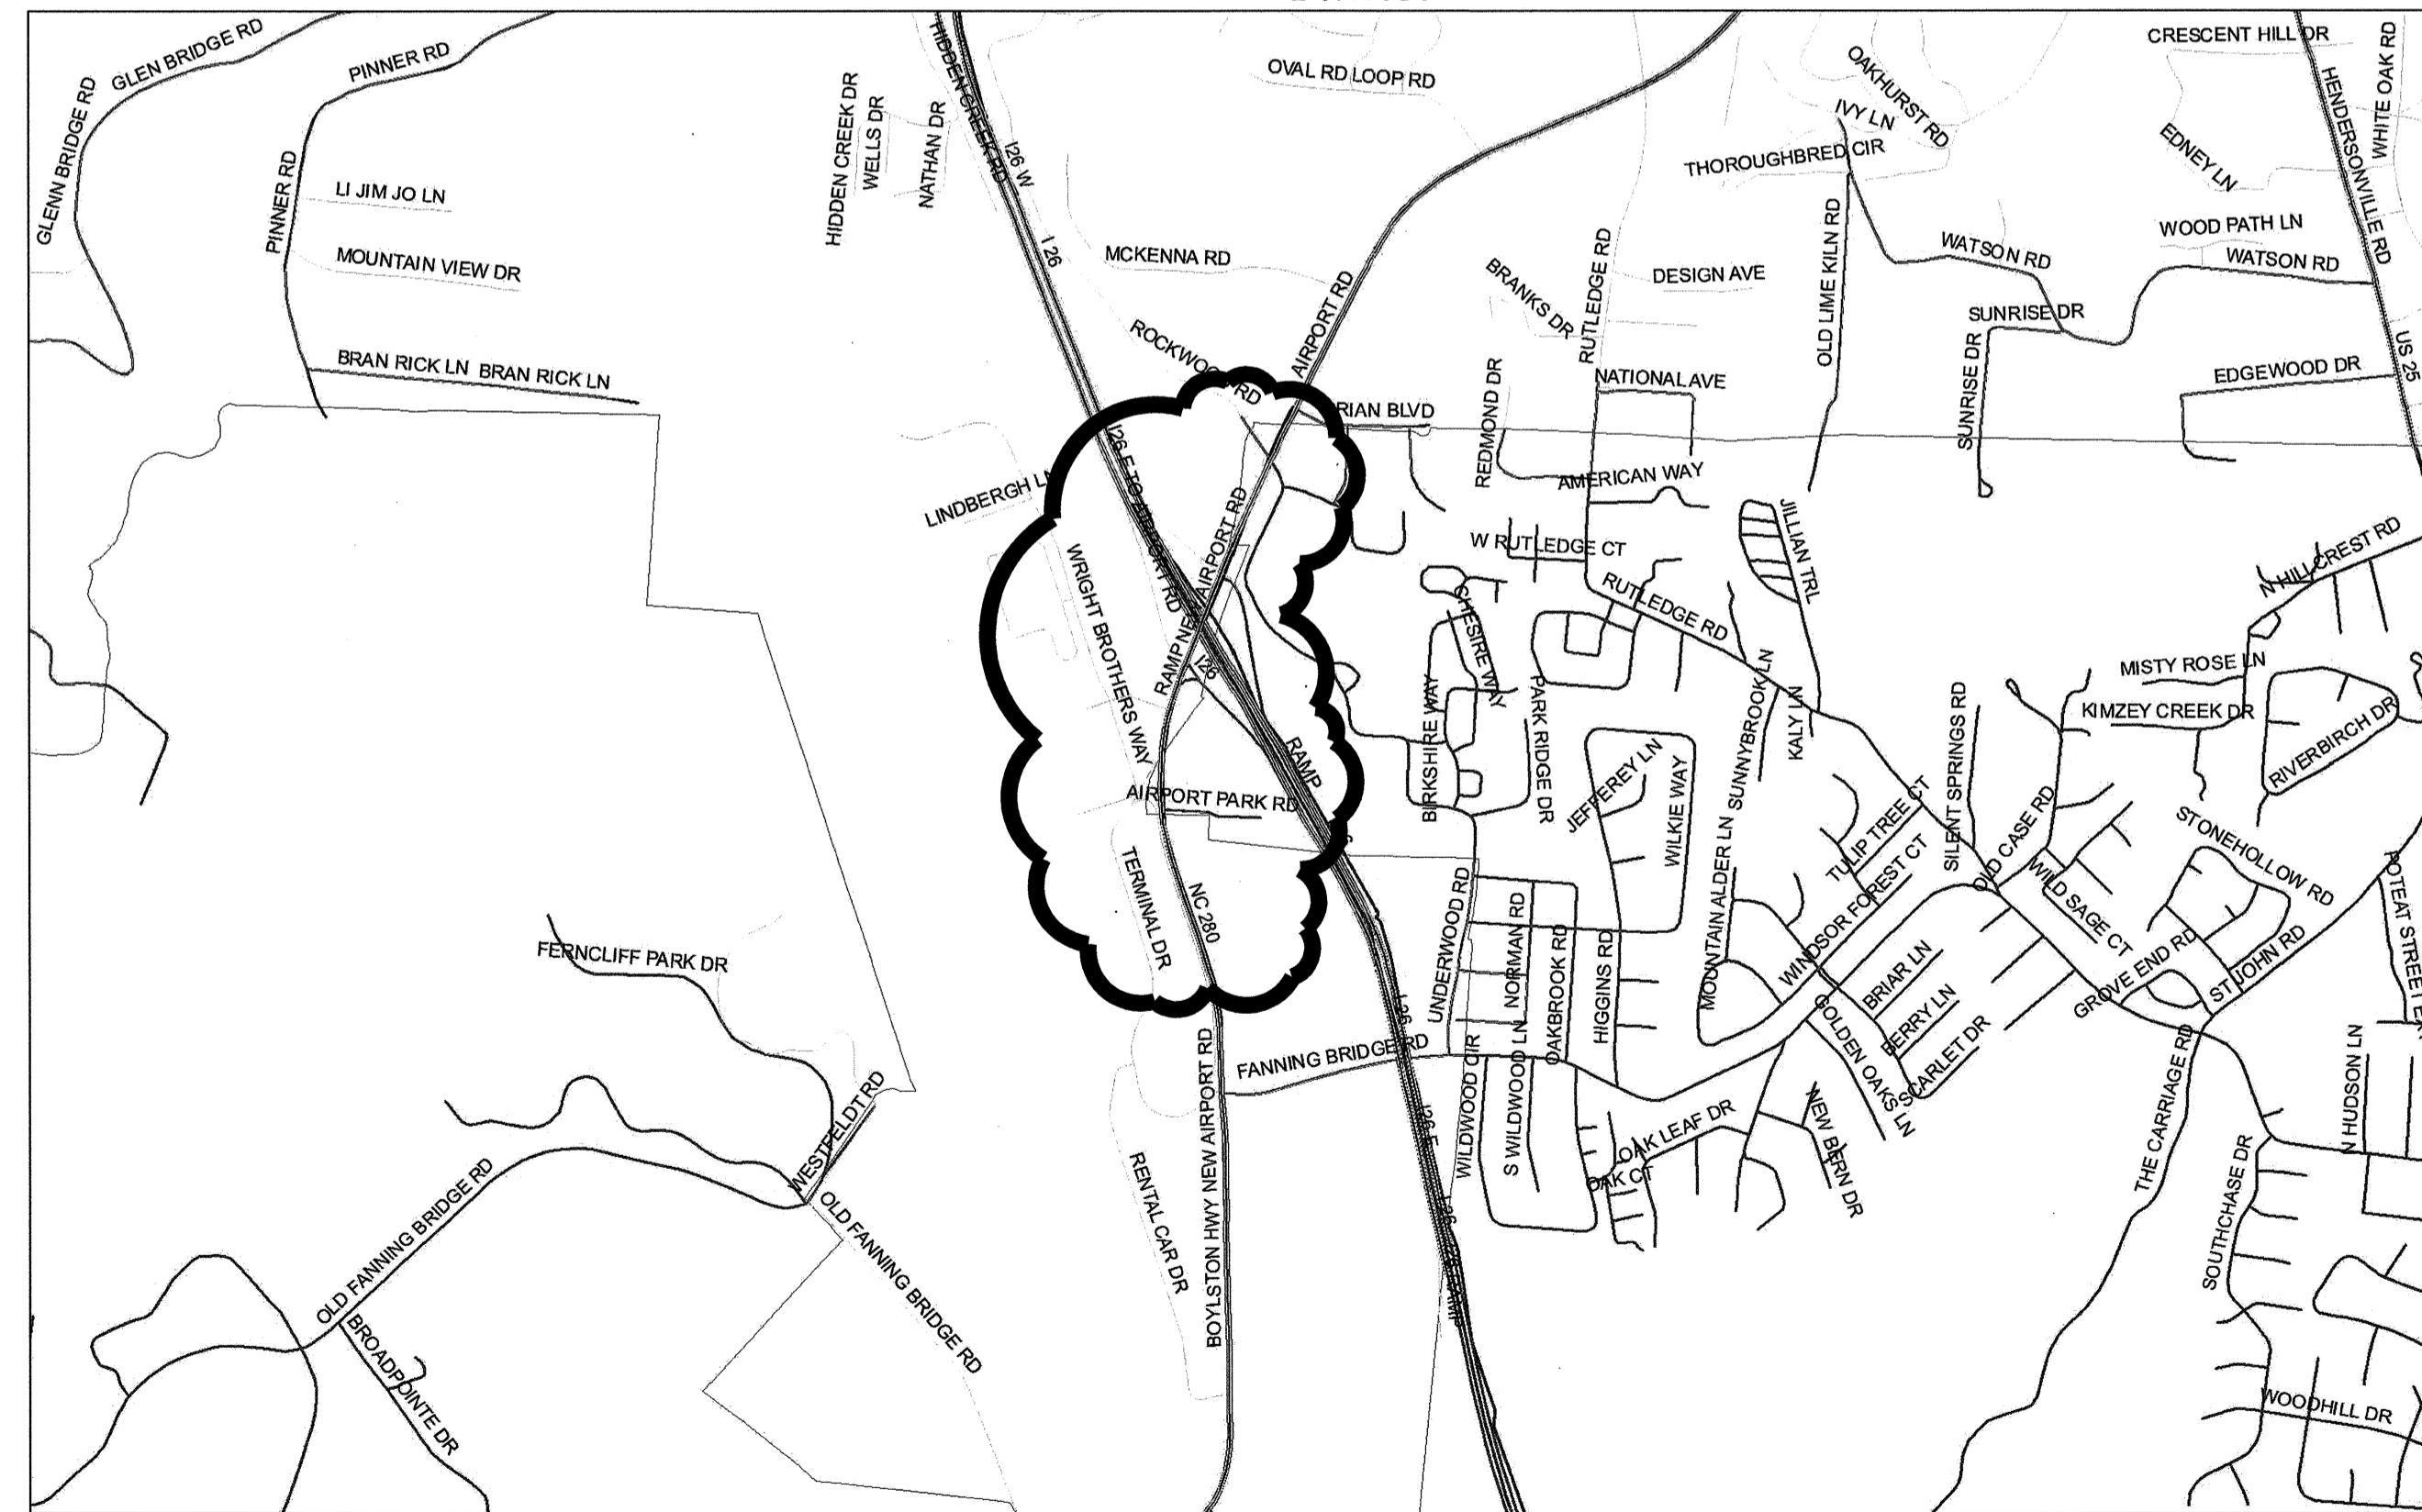 GLEN BRIDGE RD
PINNER RD
GLENN BRIDGE RD
PINNER RD
LI JIM JO LN
MOUNTAIN VIEW DR
BRAN RICK LN BRAN RICK LN
HIDDEN CREEK DR
WELLS DR
NATHAN DR
HIDDEN CREEK RD
I26 W
I 26
OVAL RD LOOP RD
MCKENNA RD
AIRPORT RD
BRANKS DR
RUTLEDGE RD
DESIGN AVE
THOROUGHBRED CIR
IVY LN
OAKHURST RD
CRESCENT HILL DR
HENDERSONVILLE RD
WHITE OAK RD
EDNEY LN
WOOD PATH LN
WATSON RD
WATSON RD
OLD LIME KILN RD
SUNRISE DR
SUNRISE DR
US 25
EDGEWOOD DR
NATIONAL AVE
REDMOND DR
RIAN BLVD
RD
AMERICAN WAY
W RUTLEDGE CT
RUTLEDGE RD
JILLIAN TRL
N HILLCREST RD
LINDBERGH LN
I26 E TO AIRPORT RD
AIRPORT RD
WRIGHT BROTHERS WAY
RAMP
I26
RAMP
AIRPORT PARK RD
TERMINAL DR
NC 280
CHESIRE WAY
BIRKSHIRE WAY
PARK RIDGE DR
JEFFEREY LN
WILKIE WAY
SUNNYBROOK LN
KALY LN
MOUNTAIN ALDER LN
MISTY ROSE LN
KIMZEY CREEK DR
RIVERBIRCH DR
SILENT SPRINGS RD
OLD CASE RD
TULIP TREE CT
WINDSOR FOREST CT
WILD SAGE CT
STONEHOLLOW RD
GROVE END RD
ST JOHN RD
POTEAT STREET
UNDERWOOD RD
NORMAN RD
OAKBROOK RD
HIGGINS RD
BRIAR LN
BERRY LN
SCARLET DR
GOLDEN OAKS LN
I 26
FANNING BRIDGE RD
I26 E
WILDWOOD CIR
S WILDWOOD LN
OAK LEAF DR
OAK CT
NEW BERN DR
THE CARRIAGE RD
SOUTHCHASE DR
N HUDSON LN
WOODHILL DR
FERNCLIFF PARK DR
WESTFELDT RD
OLD FANNING BRIDGE RD
OLD FANNING BRIDGE RD
BROADPOINTE DR
BOYLSTON HWY NEW AIRPORT RD
RENTAL CAR DR